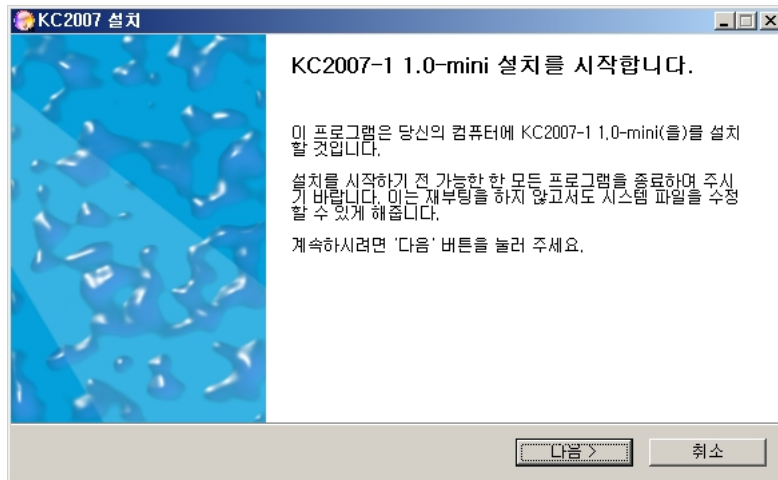 KC2007 설치
KC2007-1 1.0-mini 설치를 시작합니다.
이 프로그램은 당신의 컴퓨터에 KC2007-1 1.0-mini(을)를 설치
할 것입니다.
설치를 시작하기 전 가능한 한 모든 프로그램을 종료하여 주시
기 바랍니다. 이는 재부팅을 하지 않고서도 시스템 파일을 수정
할 수 있게 해줍니다.
계속하시려면 '다음' 버튼을 눌러 주세요.
다음 >
취소